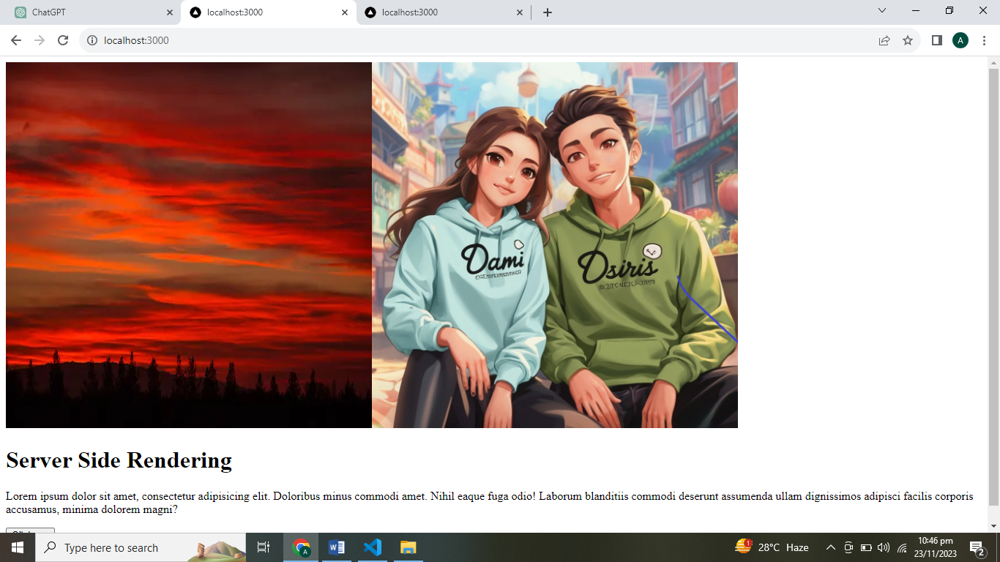 ChatGPT
localhost:3000
localhost:3000
localhost:3000
A
Dami
Osiris
Server Side Rendering
Lorem ipsum dolor sit amet, consectetur adipisicing elit. Doloribus minus commodi amet. Nihil eaque fuga odio! Laborum blanditiis commodi deserunt assumenda ullam dignissimos adipisci facilis corporis
accusamus, minima dolorem magni?
Type here to search
A
1
28°C Haze
10:46 pm
23/11/2023
2